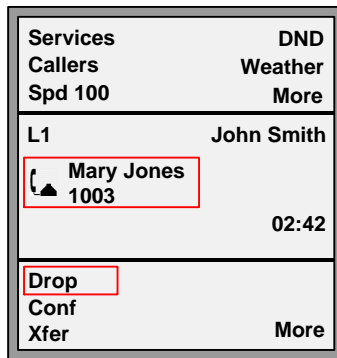 Services DND
Callers Weather
Spd 100 More
L1 John Smith
Mary Jones
1003
02:42
Drop
Conf
Xfer More